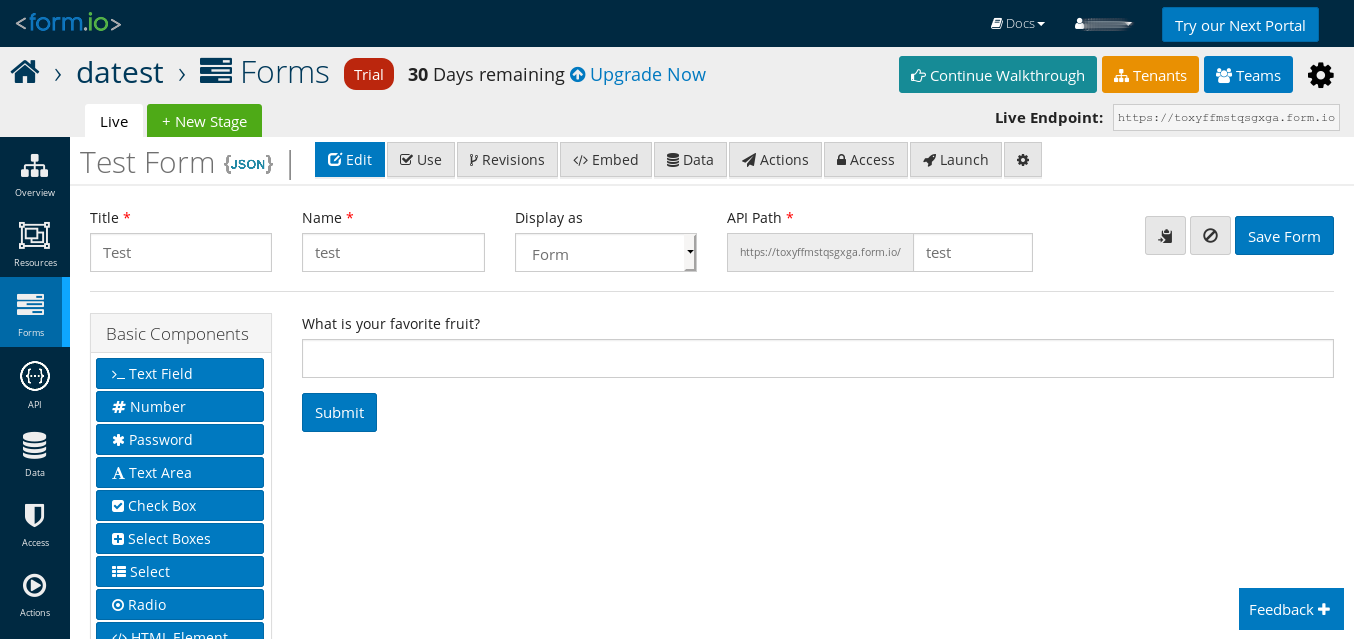 <form.io>
Docs
Try our Next Portal
› datest › Forms Trial 30 Days remaining Upgrade Now
Continue Walkthrough Tenants Teams
Live + New Stage
Live Endpoint: https://toxyffmstqsgxga.form.io
Test Form {JSON} |
Edit Use Revisions Embed Data Actions Access Launch
Overview
Resources
Forms
API
Data
Access
Actions
Title * Name * Display as API Path *
Test test Form https://toxyffmstqsgxga.form.io/ test
Save Form
Basic Components
Text Field
Number
Password
Text Area
Check Box
Select Boxes
Select
Radio
HTML Element
What is your favorite fruit?
Submit
Feedback